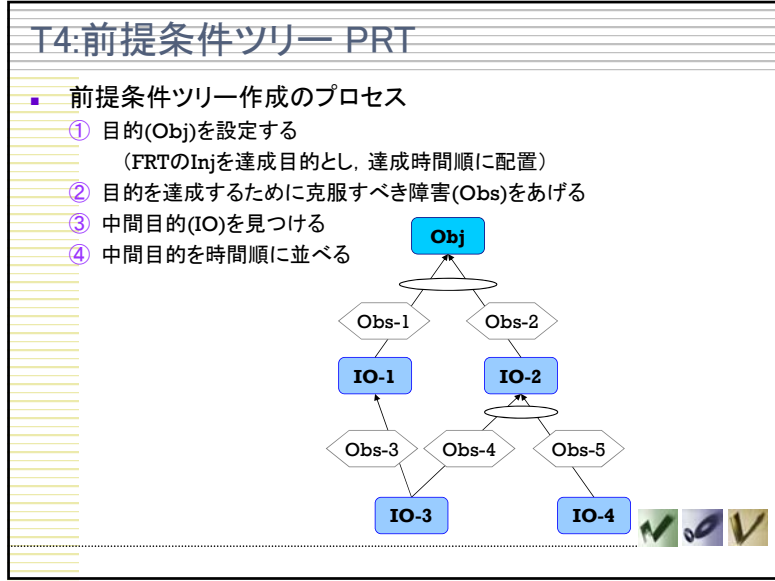 T4:前提条件ツリー PRT
前提条件ツリー作成のプロセス
① 目的(Obj)を設定する
（FRTのInjを達成目的とし，達成時間順に配置）
② 目的を達成するために克服すべき障害(Obs)をあげる
③ 中間目的(IO)を見つける
④ 中間目的を時間順に並べる
Obj
Obs-1 Obs-2
IO-1 IO-2
Obs-3 Obs-4 Obs-5
IO-3 IO-4